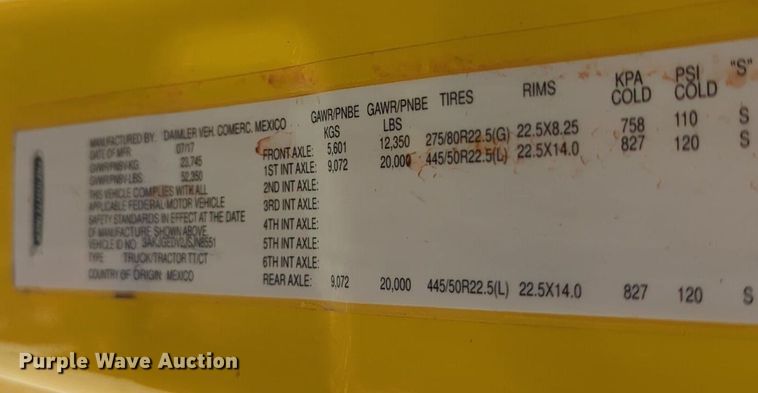 MANUFACTURED BY: DAIMLER VEH. COMERC. MEXICO
DATE OF MFR: 07/17
GVWR/PNBV-KG 23,745
GVWR/PNBV-LBS: 52,350
THIS VEHICLE COMPLIES WITH ALL
APPLICABLE FEDERAL MOTOR VEHICLE
SAFETY STANDARDS IN EFFECT AT THE DATE
OF MANUFACTURE SHOWN ABOVE
VEHICLE ID NO
TYPE TRUCK/TRACTOR TT/CT
COUNTRY OF ORIGIN: MEXICO
GAWR/PNBE GAWR/PNBE TIRES RIMS KPA PSI "S"
KGS LBS COLD COLD
FRONT AXLE: 5,601 12,350 275/80R22.5(G) 22.5X8.25 758 110 S
1ST INT AXLE: 9,072 20,000 445/50R22.5(L) 22.5X14.0 827 120 S
2ND INT AXLE:
3RD INT AXLE:
4TH INT AXLE:
5TH INT AXLE:
6TH INT AXLE:
REAR AXLE: 9,072 20,000 445/50R22.5(L) 22.5X14.0 827 120 S
Purple Wave Auction